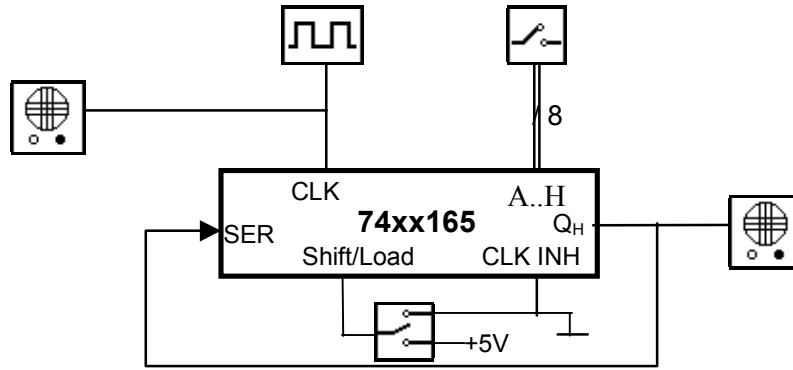 8
CLK
A..H
74xx165
SER
QH
Shift/Load
CLK INH
+5V